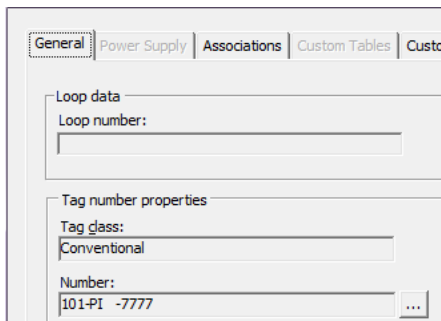 General Power Supply Associations Custom Tables
Loop data
Loop number:
Tag number properties
Tag class:
Conventional
Number:
101-PI -7777 ...